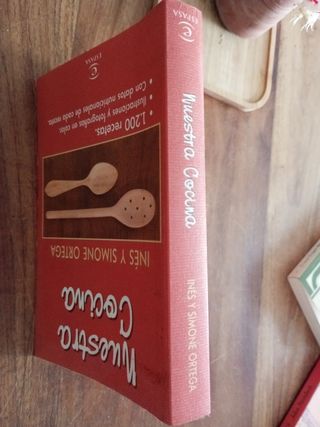 Nuestra
Cocina
INÉS Y SIMONE ORTEGA
• 1.200 recetas.
• Ilustraciones y fotografías en color.
• Con datos nutricionales de cada receta.
ESPASA
Nuestra Cocina
INÉS Y SIMONE ORTEGA
ESPASA